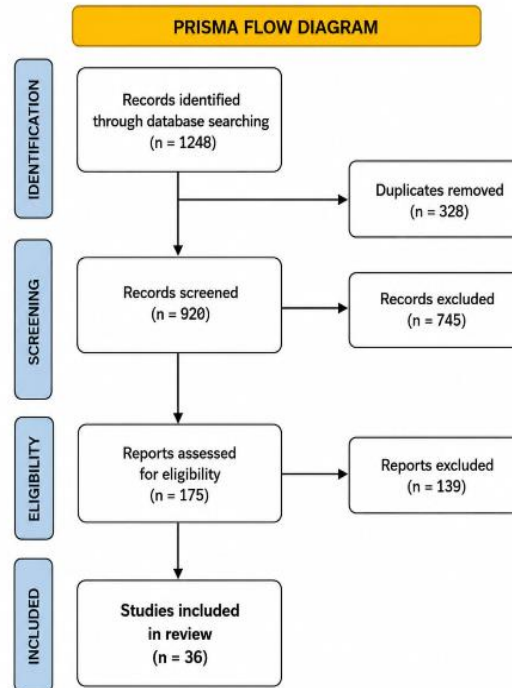 PRISMA FLOW DIAGRAM
IDENTIFICATION
Records identified
through database searching
(n = 1248)
Duplicates removed
(n = 328)
SCREENING
Records screened
(n = 920)
Records excluded
(n = 745)
ELIGIBILITY
Reports assessed
for eligibility
(n = 175)
Reports excluded
(n = 139)
INCLUDED
Studies included
in review
(n = 36)